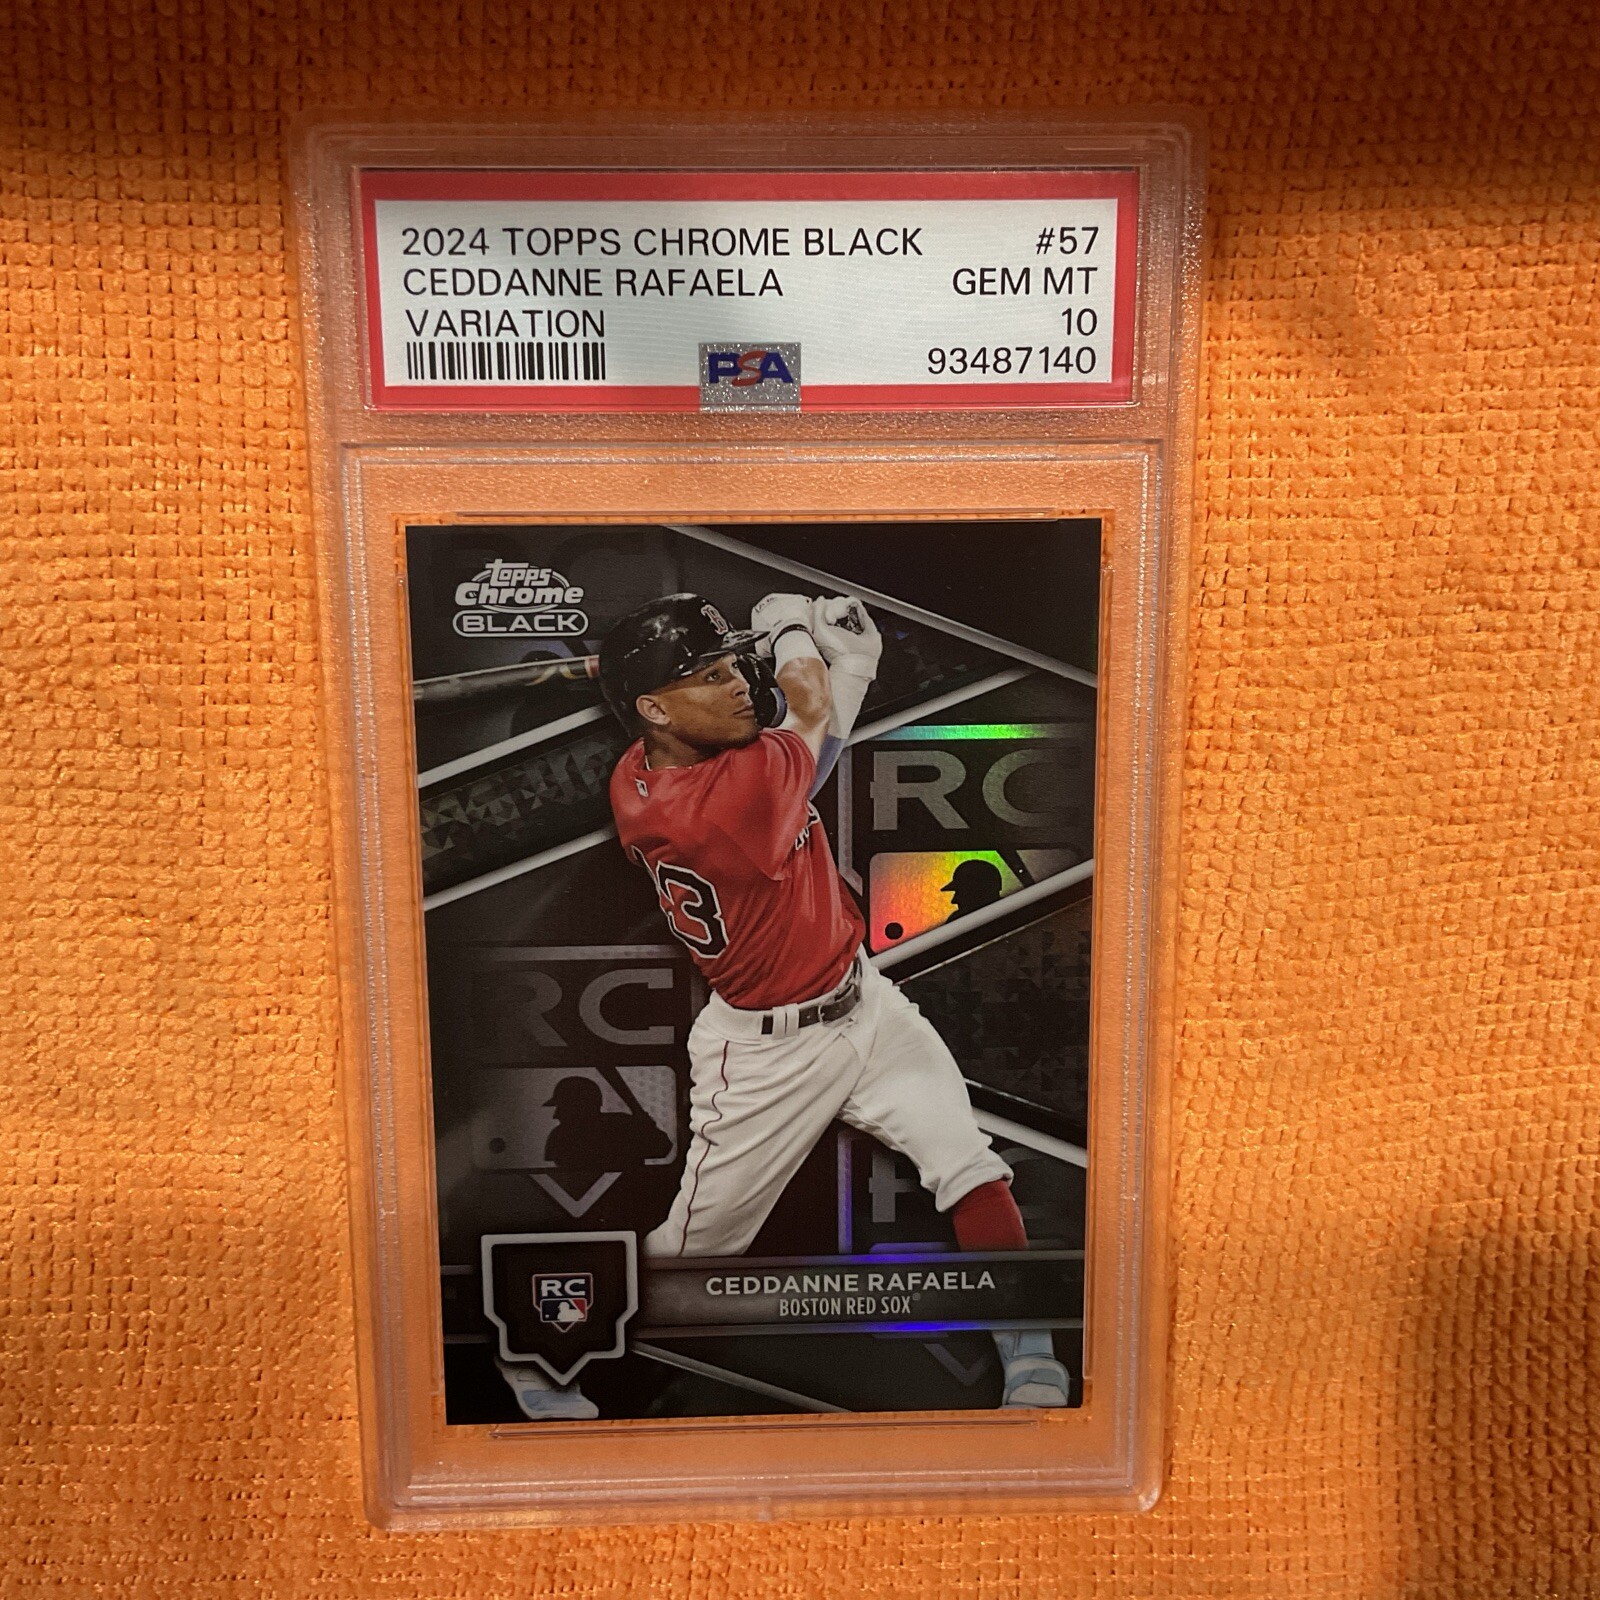 2024 TOPPS CHROME BLACK #57
CEDDANNE RAFAELA GEM MT
VARIATION 10
PSA 93487140
Topps
Chrome
BLACK
B
RC
3
RC
RC
CEDDANNE RAFAELA
BOSTON RED SOX®